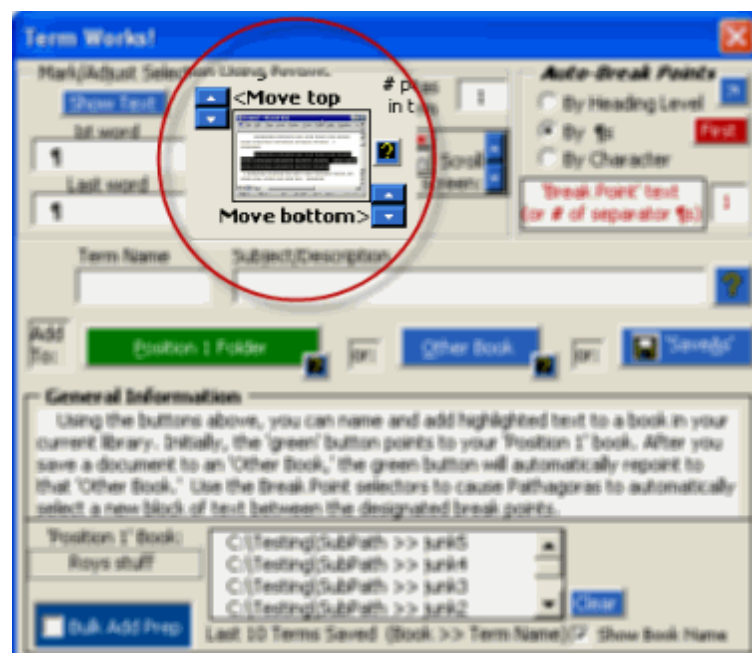 Term Works!
Mark/Adjust Selection Using Arrows
Show Text
1st word
¶
Last word
¶
<Move top
Move bottom>
# ¶
in t
1
?
Scroll
screen:
Auto-Break Points
By Heading Level
By ¶s
By Character
First
'Break Point' text
(or # of separator ¶s)
1
Term Name
Subject/Description
?
Add
To:
Position 1 Folder
?
or:
Other Book
?
or:
'SaveAs'
General Information
Using the buttons above, you can name and add highlighted text to a book in your
current library. Initially, the 'green' button points to your 'Position 1' book. After you
save a document to an 'Other Book,' the green button will automatically repoint to
that 'Other Book.' Use the Break Point selectors to cause Pathagoras to automatically
select a new block of text between the designated break points.
'Position 1' Book:
Roys stuff
Bulk Add Prep
C:\Testing\SubPath >> junk5
C:\Testing\SubPath >> junk4
C:\Testing\SubPath >> junk3
C:\Testing\SubPath >> junk2
Clear
Last 10 Terms Saved (Book >> Term Name)
Show Book Name